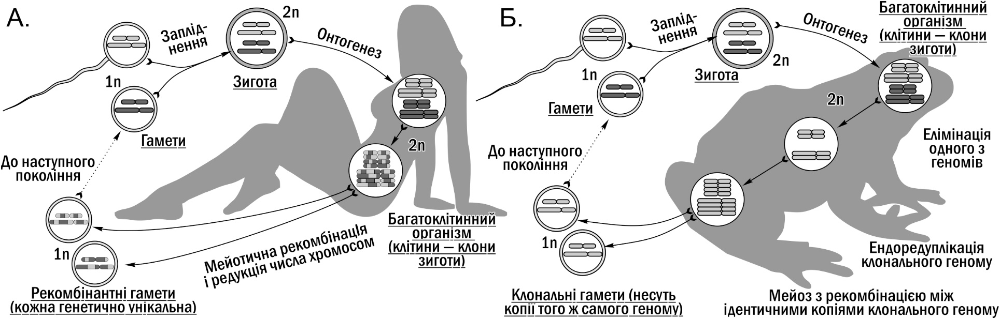 А.
2n
Заплід-
нення
Онтогенез
1n
Зигота
Гамети
2n
До наступного
покоління
Багатоклітинний
організм
(клітини – клони
зиготи)
Мейотична рекомбінація
і редукція числа хромосом
1n
Рекомбінантні гамети
(кожна генетично унікальна)
Б.
Багатоклітинний
організм
(клітини – клони
зиготи)
Заплід-
нення
Онтогенез
2n
1n
Зигота
Гамети
2n
Елімінація
одного з
геномів
До наступного
покоління
1n
Ендоредуплікація
клонального геному
Клональні гамети (несуть
копії того ж самого геному)
Мейоз з рекомбінацією між
ідентичними копіями клонального геному